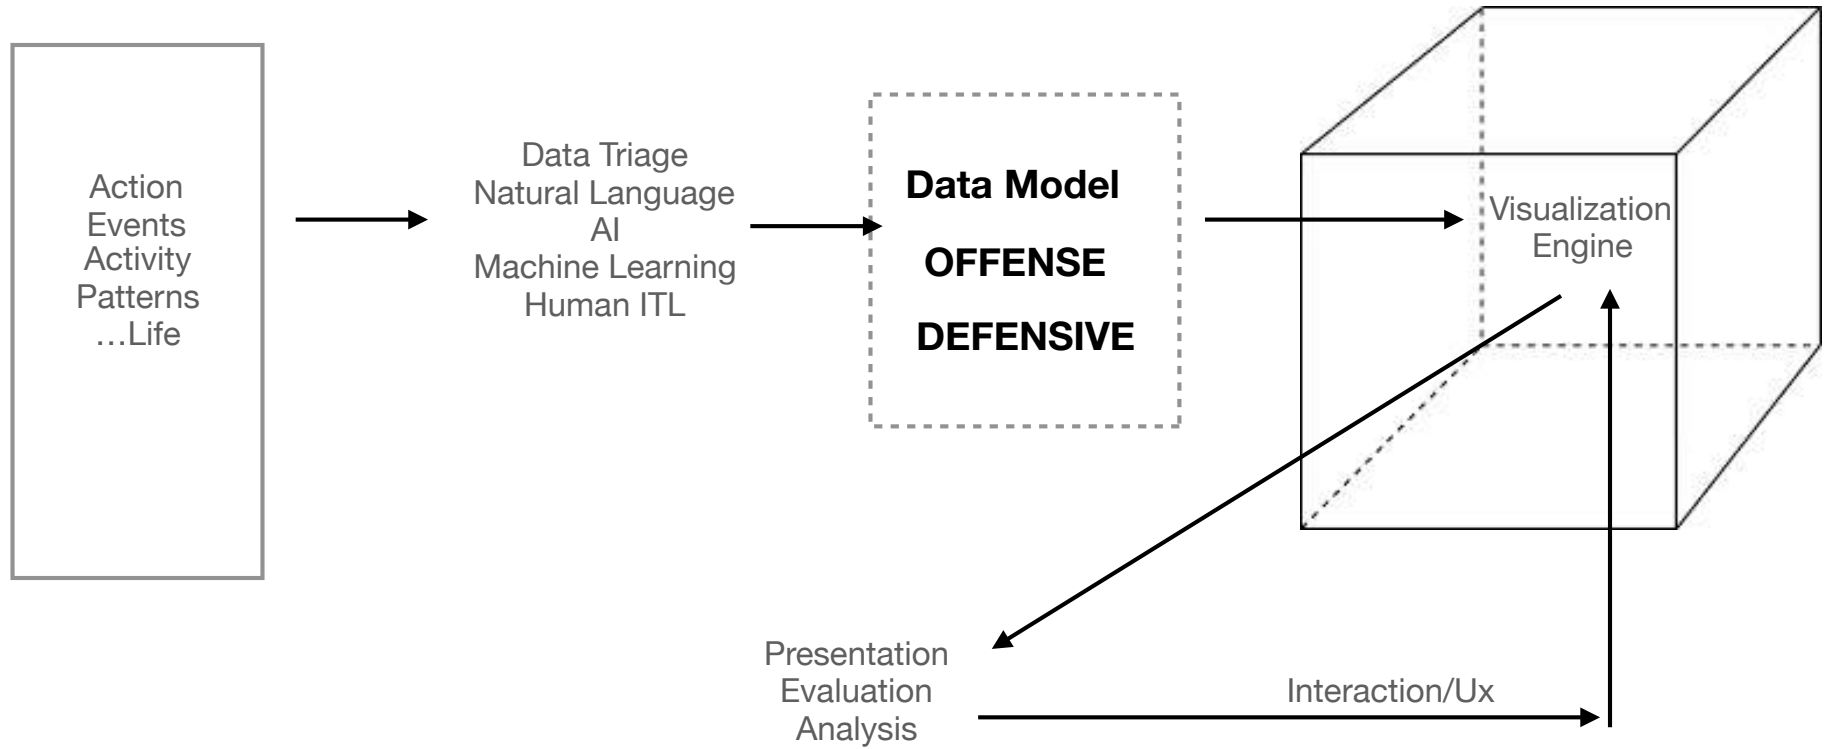 Action
Events
Activity
Patterns
…Life
Data Triage
Natural Language
AI
Machine Learning
Human ITL
Data Model
OFFENSE
DEFENSIVE
Visualization
Engine
Presentation
Evaluation
Analysis
Interaction/Ux